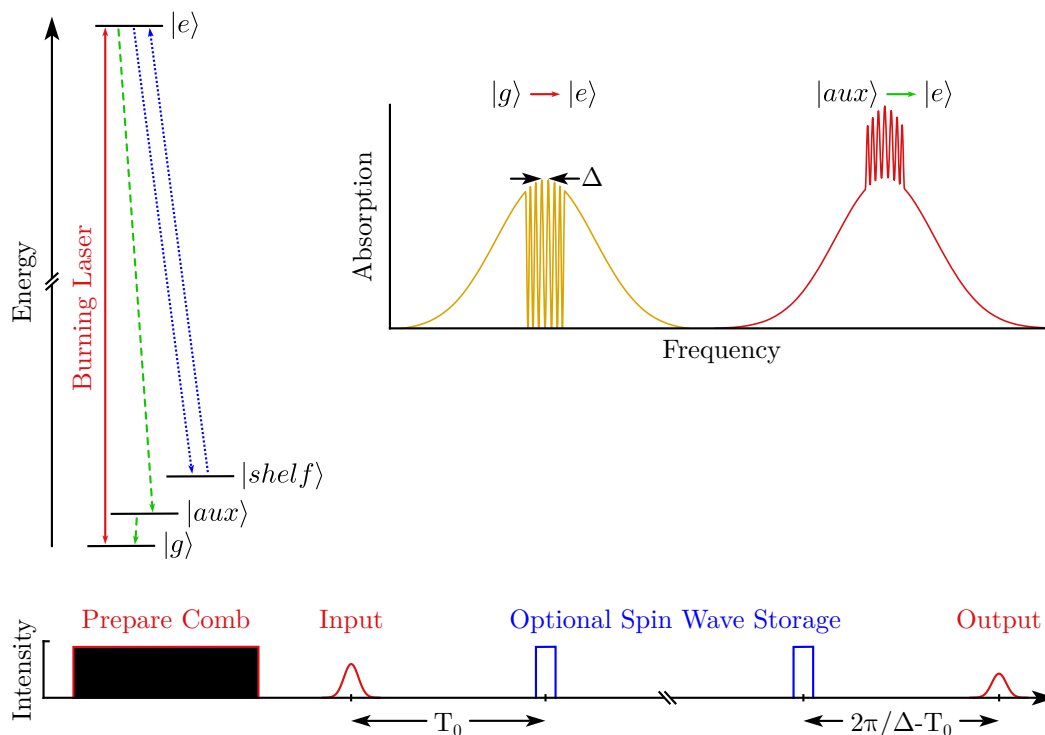 |e⟩
Energy
Burning Laser
|shelf⟩
|aux⟩
|g⟩
|g⟩ |e⟩
|aux⟩ |e⟩
Absorption
Δ
Frequency
Prepare Comb
Input
Optional Spin Wave Storage
Output
Intensity
T₀
2π/Δ-T₀